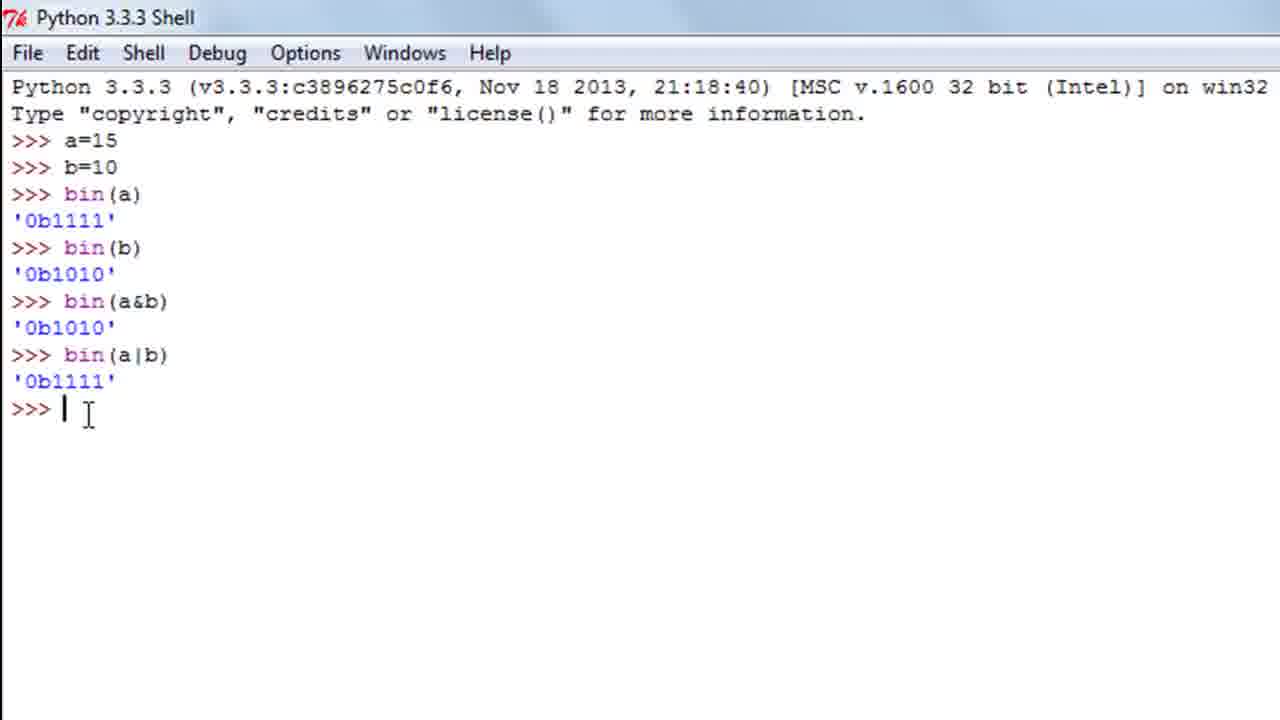 Python 3.3.3 Shell
File Edit Shell Debug Options Windows Help
Python 3.3.3 (v3.3.3:c3896275c0f6, Nov 18 2013, 21:18:40) [MSC v.1600 32 bit (Intel)] on win32
Type "copyright", "credits" or "license()" for more information.
>>> a=15
>>> b=10
>>> bin(a)
'0b1111'
>>> bin(b)
'0b1010'
>>> bin(a&b)
'0b1010'
>>> bin(a|b)
'0b1111'
>>>